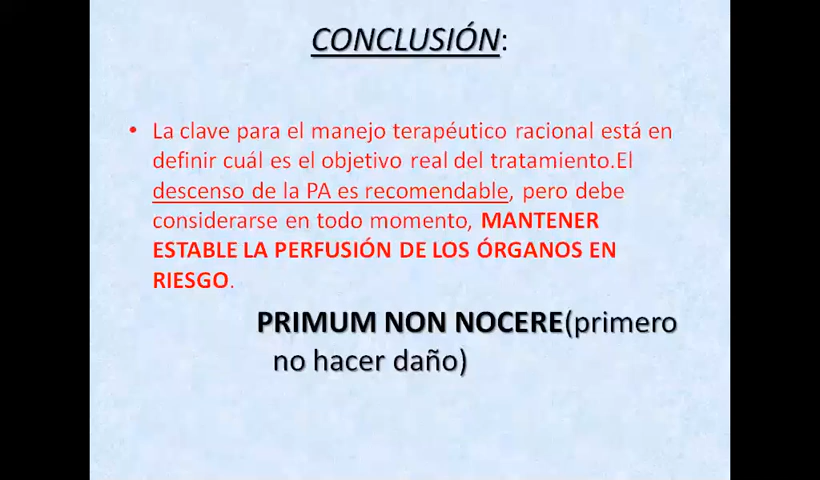 CONCLUSIÓN:
• La clave para el manejo terapéutico racional está en
definir cuál es el objetivo real del tratamiento.El
descenso de la PA es recomendable, pero debe
considerarse en todo momento, MANTENER
ESTABLE LA PERFUSIÓN DE LOS ÓRGANOS EN
RIESGO.
PRIMUM NON NOCERE(primero
no hacer daño)